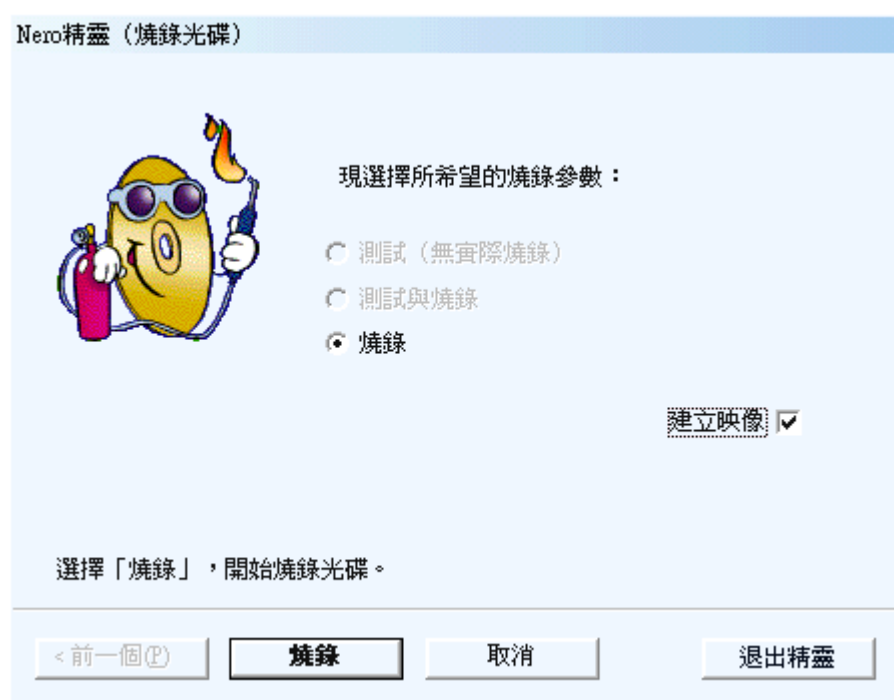 Nero精靈（燒錄光碟）
現選擇所希望的燒錄參數：
測試（無實際燒錄）
測試與燒錄
燒錄
建立映像
選擇「燒錄」，開始燒錄光碟。
<前一個(P) 燒錄 取消 退出精靈